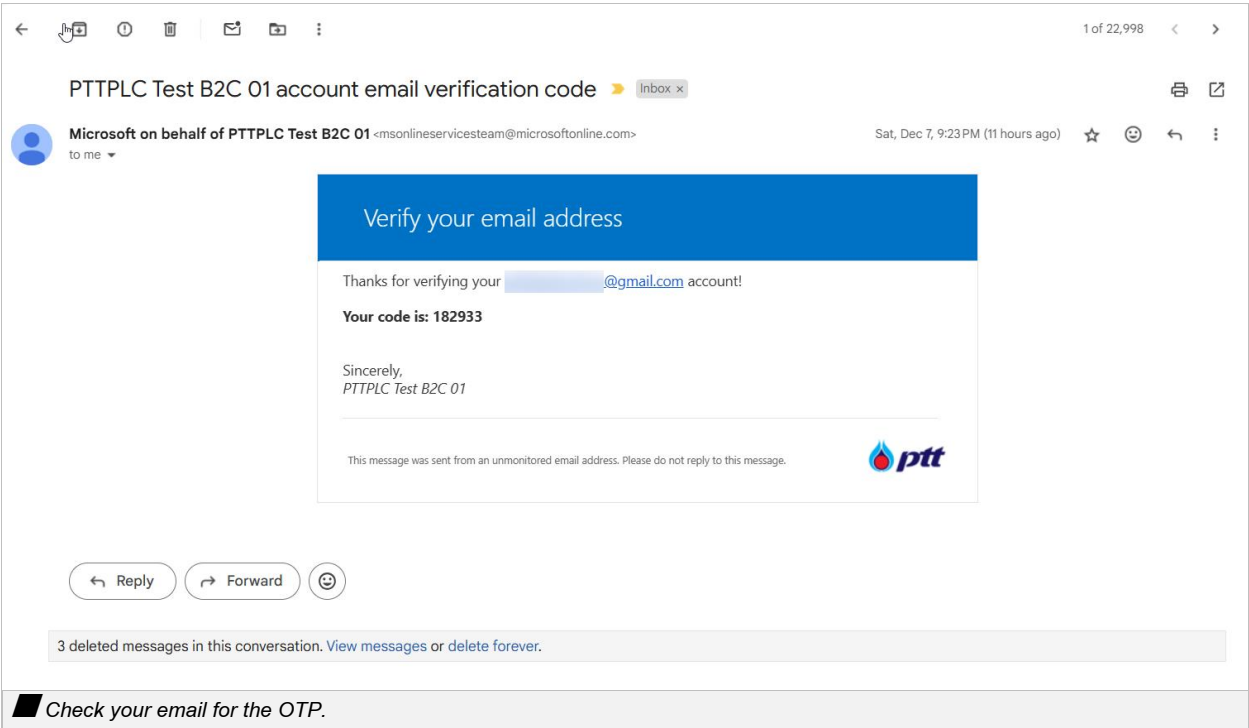 1 of 22,998
PTTPLC Test B2C 01 account email verification code Inbox ×
Microsoft on behalf of PTTPLC Test B2C 01 <msonlineservicesteam@microsoftonline.com> Sat, Dec 7, 9:23 PM (11 hours ago)
to me
Verify your email address
Thanks for verifying your @gmail.com account!
Your code is: 182933
Sincerely,
PTTPLC Test B2C 01
This message was sent from an unmonitored email address. Please do not reply to this message.
ptt
Reply Forward
3 deleted messages in this conversation. View messages or delete forever.
Check your email for the OTP.